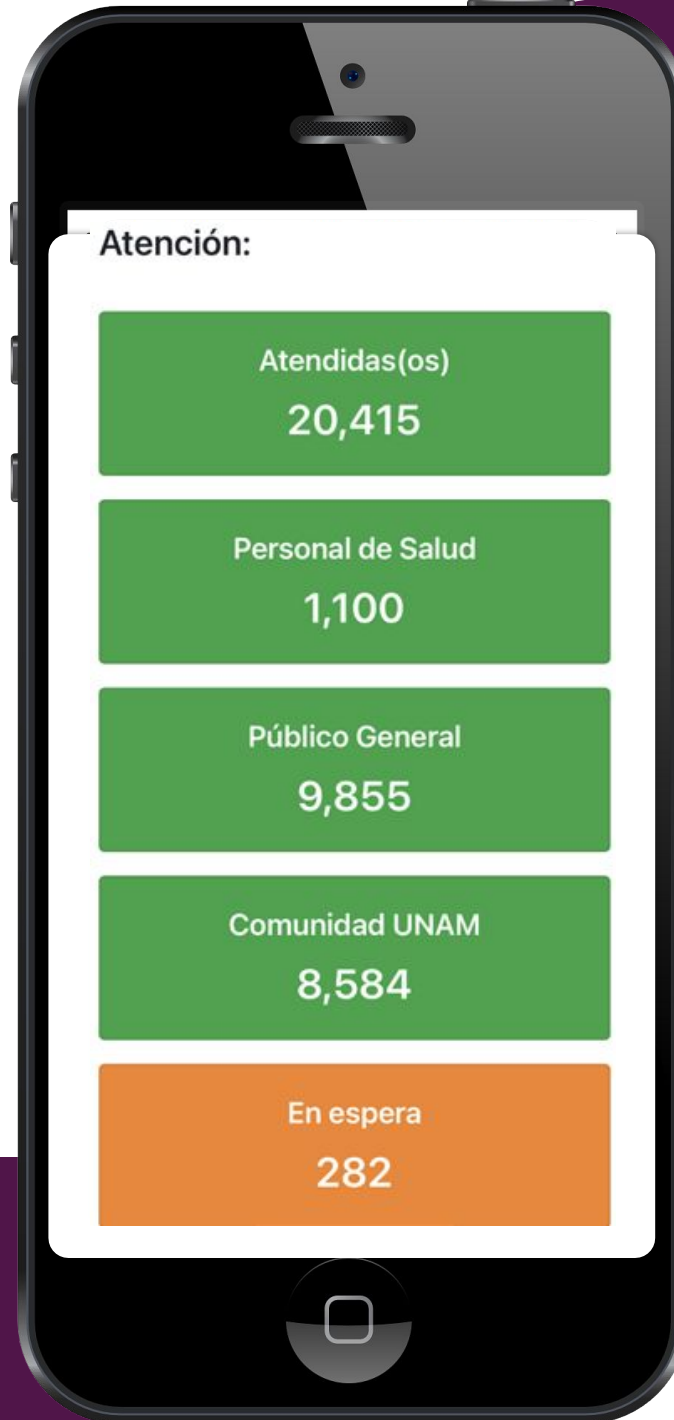 Atención:
Atendidas(os)
20,415
Personal de Salud
1,100
Público General
9,855
Comunidad UNAM
8,584
En espera
282